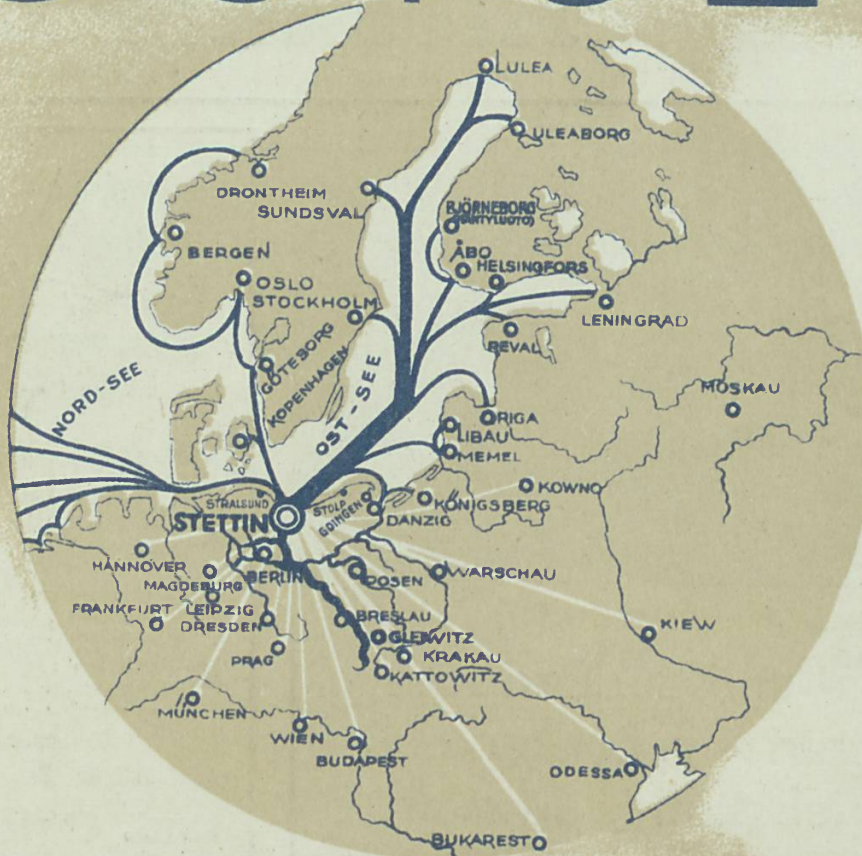 LULEA
ULEABORG
DRONTHEIM
SUNDSVAL
BJÖRNEBORG
(MÄNTYLUOTO)
BERGEN
ÅBO
HELSINGFORS
OSLO
STOCKHOLM
LENINGRAD
GÖTEBORG
REVAL
KOPENHAGEN
NORD-SEE
OST-SEE
MOSKAU
RIGA
LIBAU
MEMEL
KOWNO
STRALSUND
STOLP
GDINGEN
KÖNIGSBERG
STETTIN
DANZIG
HANNOVER
BERLIN
POSEN
WARSCHAU
MAGDEBURG
FRANKFURT
LEIPZIG
DRESDEN
BRESLAU
GLEIWITZ
KIEW
PRAG
KRAKAU
KATTOWITZ
MÜNCHEN
WIEN
BUDAPEST
ODESSA
BUKAREST